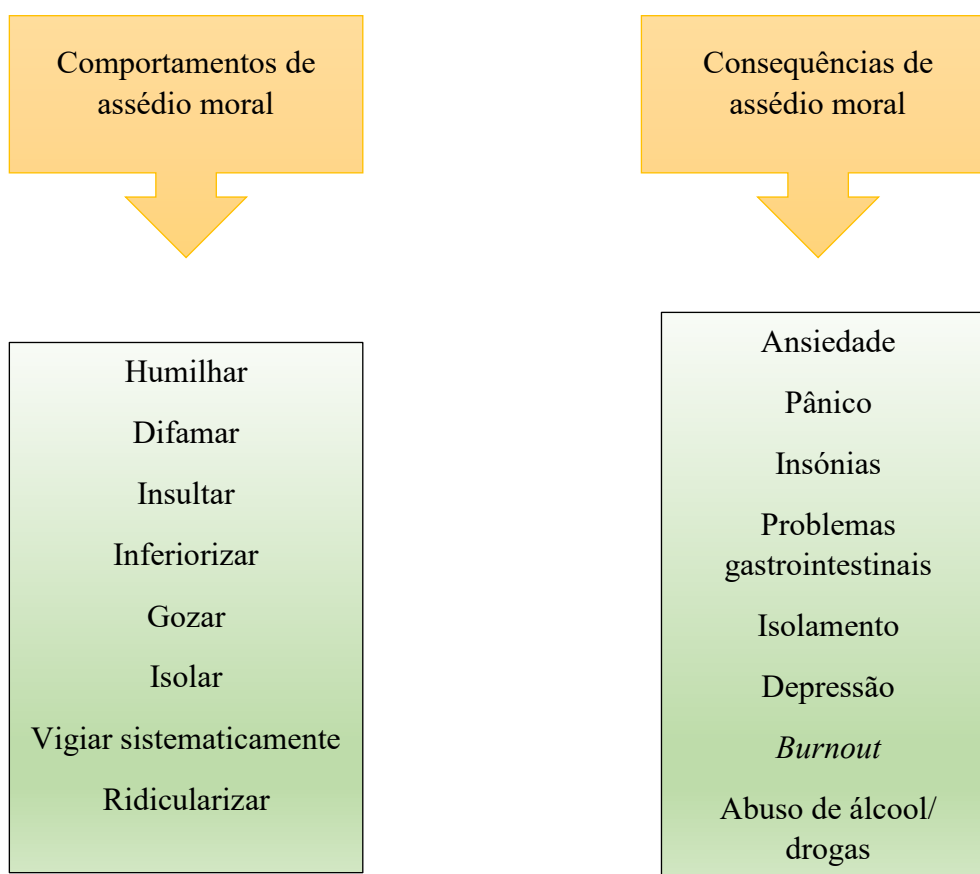 Comportamentos de
assédio moral
Humilhar
Difamar
Insultar
Inferiorizar
Gozar
Isolar
Vigiar sistematicamente
Ridicularizar
Consequências de
assédio moral
Ansiedade
Pânico
Insónias
Problemas
gastrointestinais
Isolamento
Depressão
Burnout
Abuso de álcool/
drogas